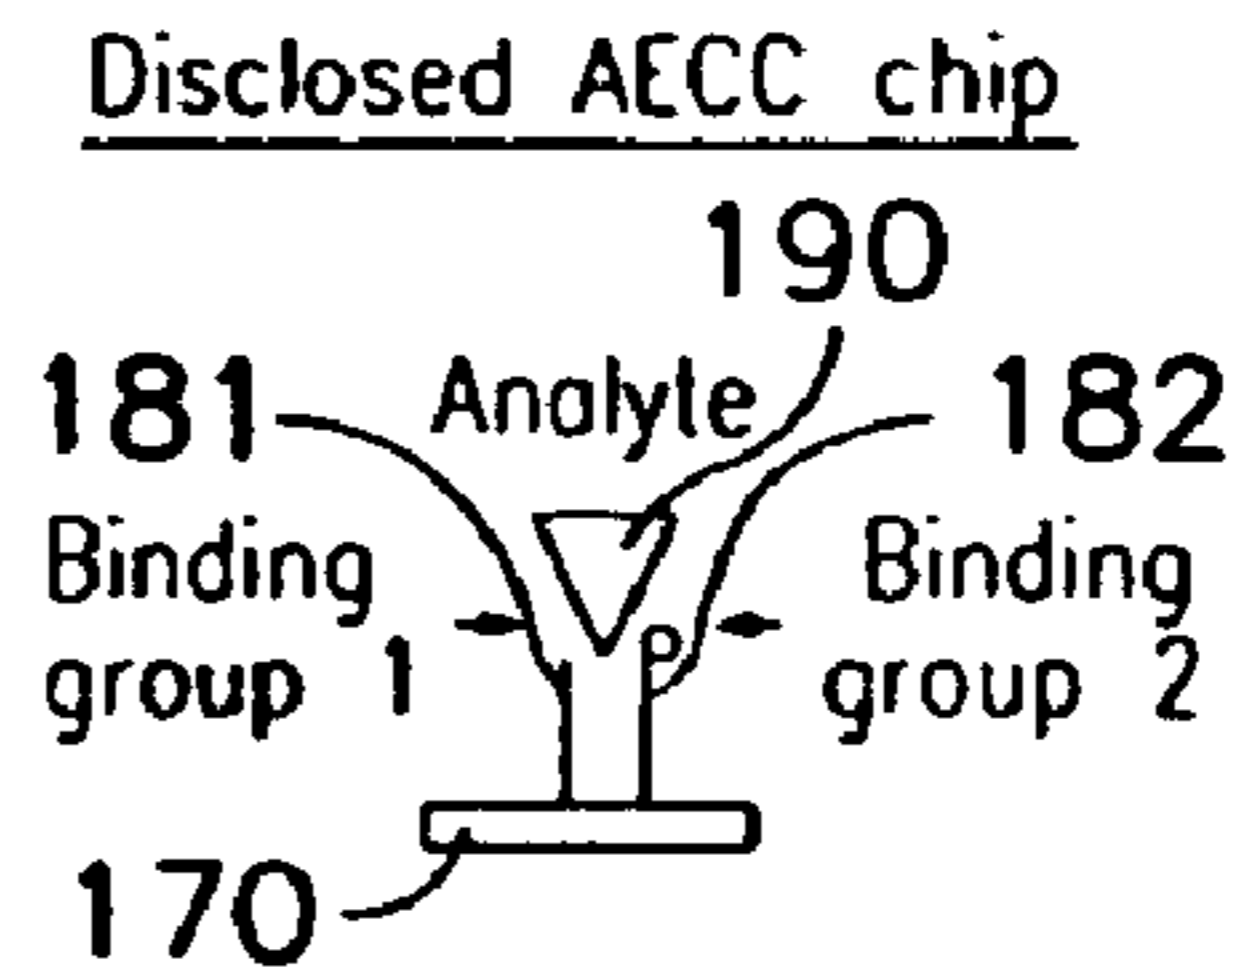 Disclosed AECC chip
190
181 Analyte 182
Binding group 1
Binding group 2
170